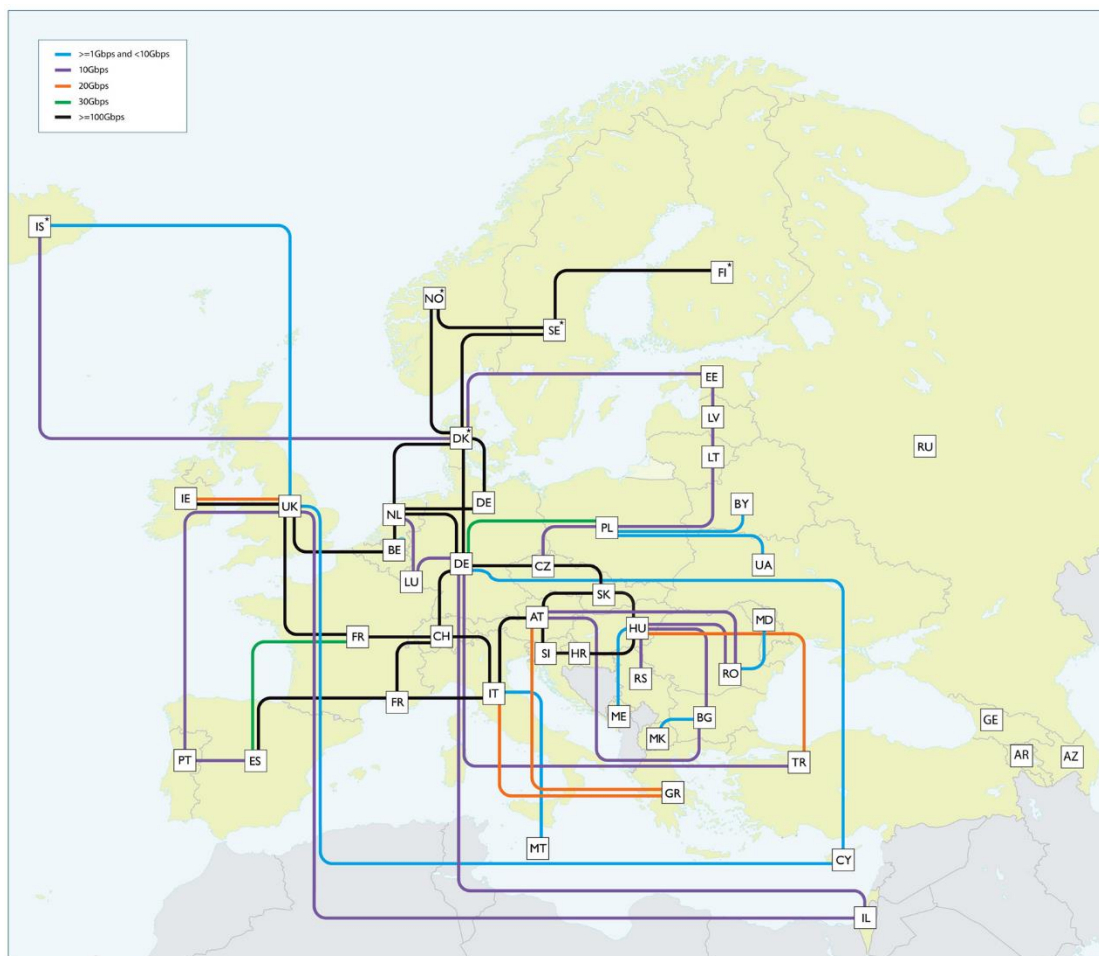 >=1Gbps and <10Gbps
10Gbps
20Gbps
30Gbps
>=100Gbps
IS*
FI*
NO*
SE*
EE
LV
DK*
RU
LT
IE
UK
DE
BY
NL
PL
BE
DE
CZ
UA
LU
SK
AT
MD
HU
FR
CH
SI
HR
RO
RS
IT
FR
ME
BG
GE
MK
PT
ES
TR
AR
AZ
GR
MT
CY
IL